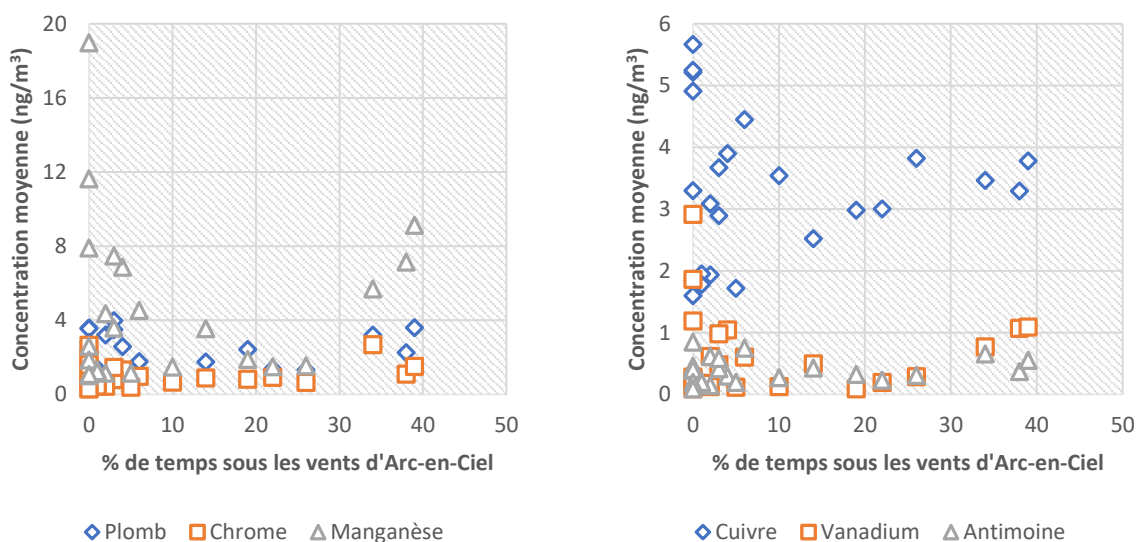 Concentration moyenne (ng/m³)
20
16
12
8
4
0
0 10 20 30 40 50
% de temps sous les vents d'Arc-en-Ciel
Plomb Chrome Manganèse
Concentration moyenne (ng/m³)
6
5
4
3
2
1
0
0 10 20 30 40 50
% de temps sous les vents d'Arc-en-Ciel
Cuivre Vanadium Antimoine